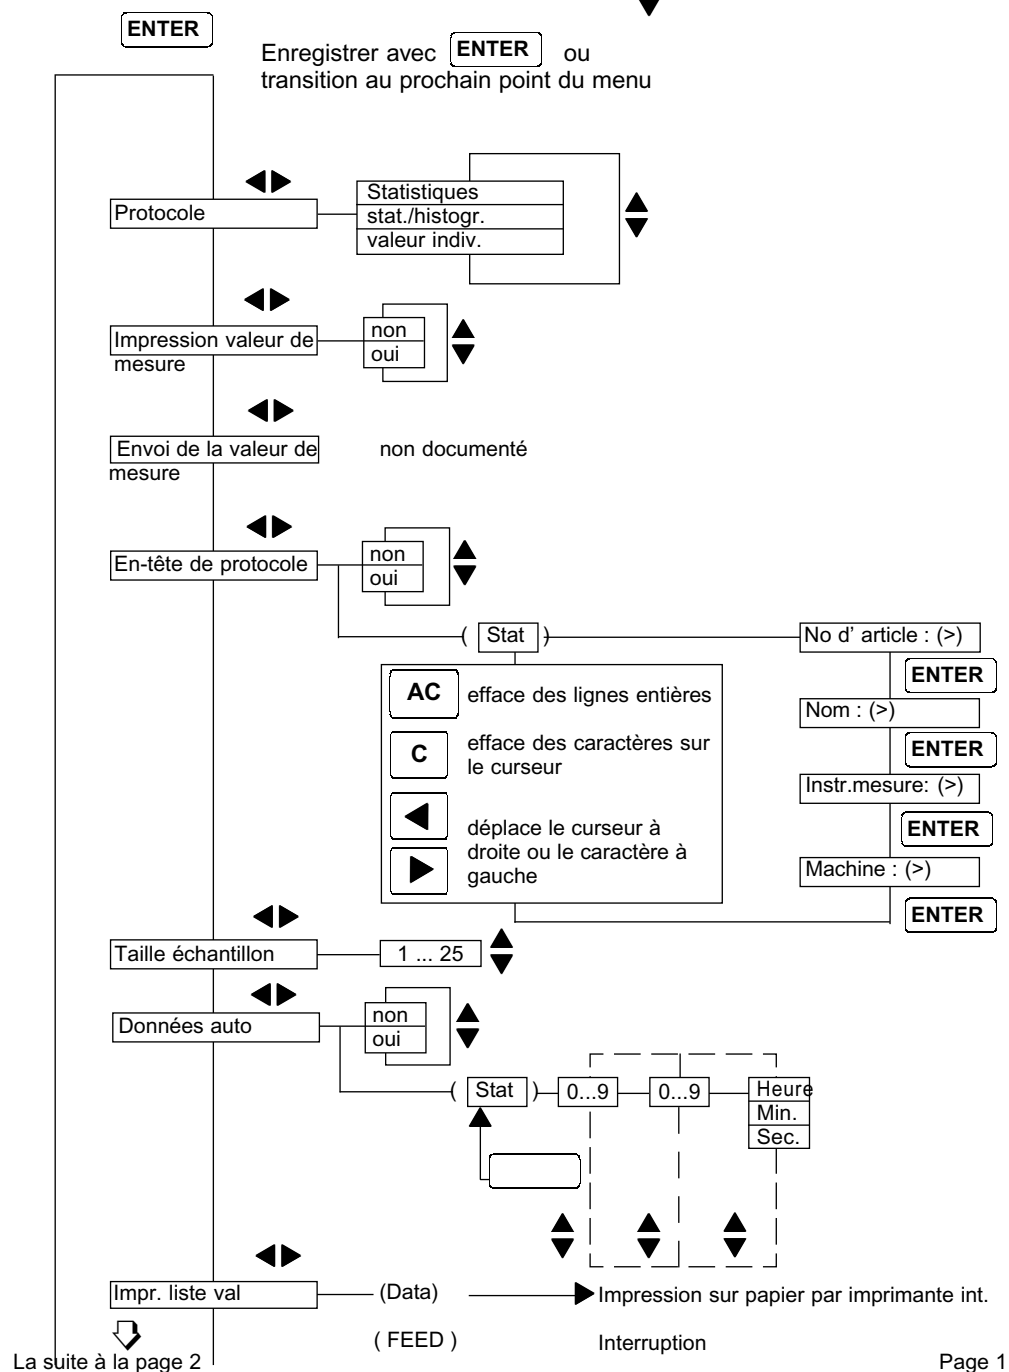 ENTER
Enregistrer avec ENTER ou
transition au prochain point du menu
Statistiques
Protocole
stat./histogr.
valeur indiv.
Impression valeur de
mesure
non
oui
Envoi de la valeur de
mesure
non documenté
En-tête de protocole
non
oui
( Stat )
No d' article : (>)
ENTER
AC efface des lignes entières
Nom : (>)
C efface des caractères sur
le curseur
ENTER
Instr.mesure: (>)
déplace le curseur à
droite ou le caractère à
gauche
ENTER
Machine : (>)
ENTER
Taille échantillon
1 ... 25
Données auto
non
oui
( Stat )
0...9
0...9
Heure
Min.
Sec.
Impr. liste val
(Data)
Impression sur papier par imprimante int.
( FEED )
Interruption
La suite à la page 2
Page 1